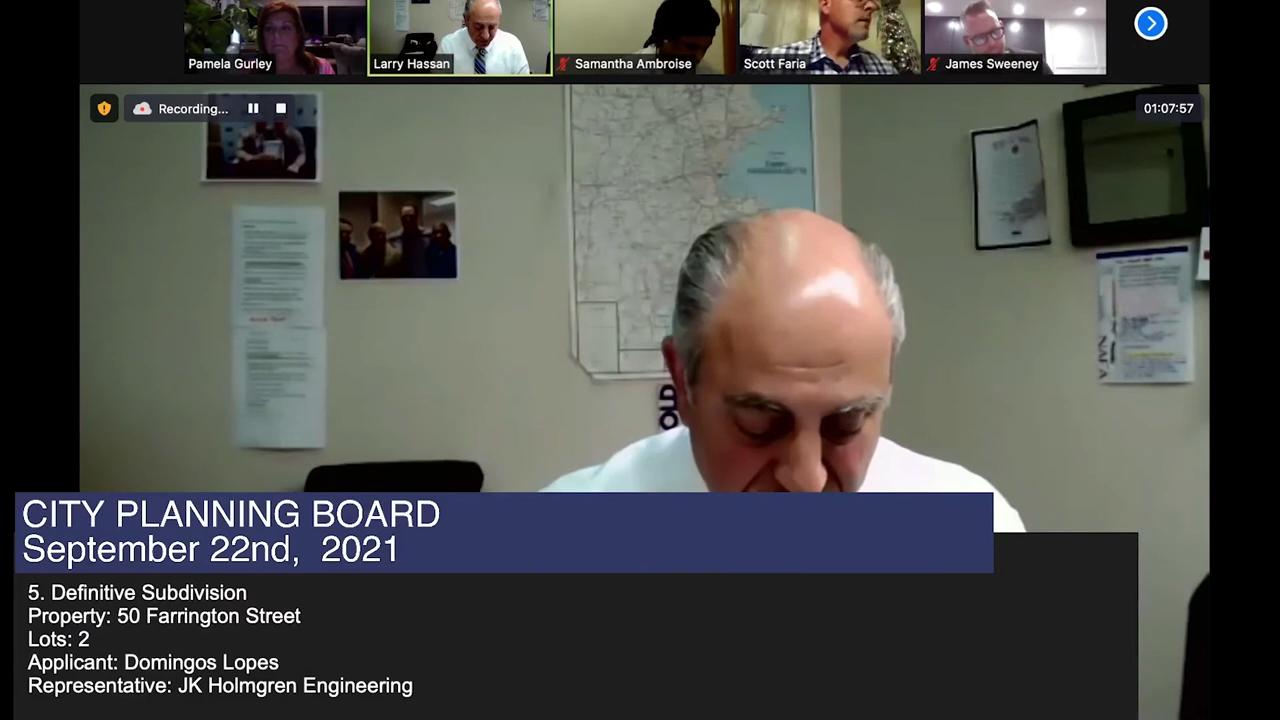 Pamela Gurley
Larry Hassan
Samantha Ambroise
Scott Faria
James Sweeney
Recording...
01:07:57
OLD
CITY PLANNING BOARD
September 22nd, 2021
5. Definitive Subdivision
Property: 50 Farrington Street
Lots: 2
Applicant: Domingos Lopes
Representative: JK Holmgren Engineering